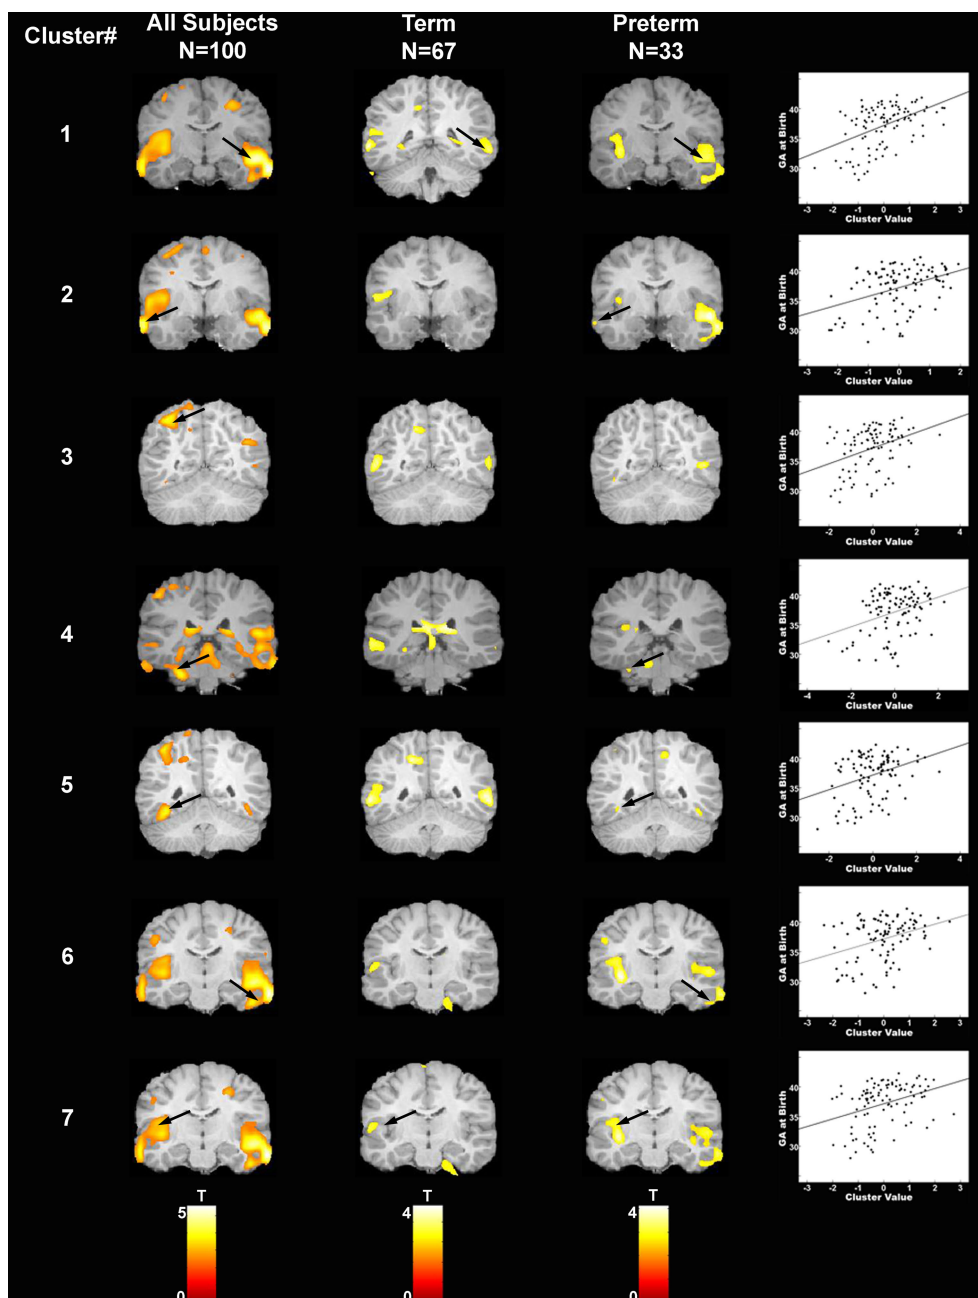 Cluster# All Subjects Term Preterm
N=100 N=67 N=33
1
GA at Birth
40
35
30
-3 -2 -1 0 1 2 3
Cluster Value
2
GA at Birth
40
35
30
-3 -2 -1 0 1 2
Cluster Value
3
GA at Birth
40
35
30
-2 0 2 4
Cluster Value
4
GA at Birth
40
35
30
-4 -2 0 2
Cluster Value
5
GA at Birth
40
35
30
-2 0 2 4
Cluster Value
6
GA at Birth
40
35
30
-3 -2 -1 0 1 2 3
Cluster Value
7
GA at Birth
40
35
30
-3 -2 -1 0 1 2 3
Cluster Value
T T T
5 4 4
0 0 0